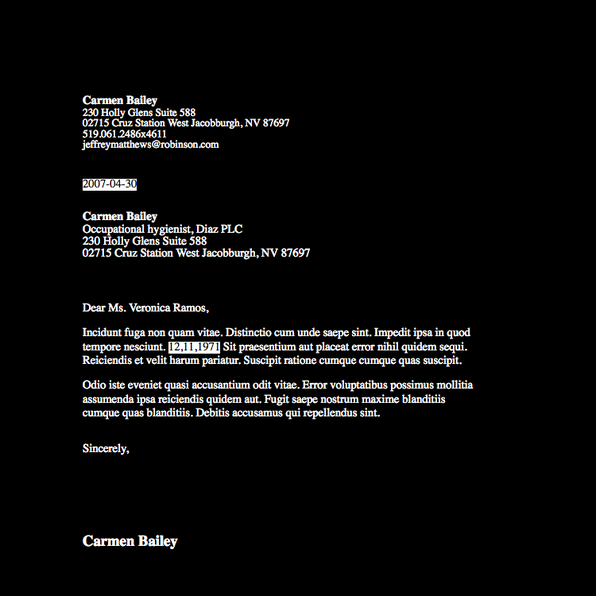 Carmen Bailey
230 Holly Glens Suite 588
02715 Cruz Station West Jacobburgh, NV 87697
519.061.2486x4611
jeffreymatthews@robinson.com
2007-04-30
Carmen Bailey
Occupational hygienist, Diaz PLC
230 Holly Glens Suite 588
02715 Cruz Station West Jacobburgh, NV 87697
Dear Ms. Veronica Ramos,
Incidunt fuga non quam vitae. Distinctio cum unde saepe sint. Impedit ipsa in quod
tempore nesciunt. 12,11,1971 Sit praesentium aut placeat error nihil quidem sequi.
Reiciendis et velit harum pariatur. Suscipit ratione cumque cumque quas suscipit.
Odio iste eveniet quasi accusantium odit vitae. Error voluptatibus possimus mollitia
assumenda ipsa reiciendis quidem aut. Fugit saepe nostrum maxime blanditiis
cumque quas blanditiis. Debitis accusamus qui repellendus sint.
Sincerely,
Carmen Bailey